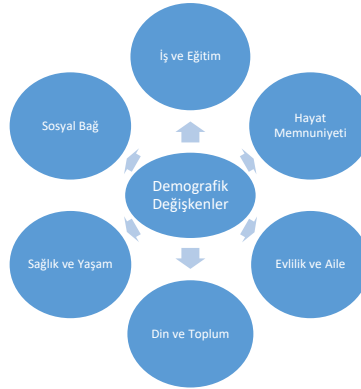 İş ve Eğitim
Sosyal Bağ
Hayat
Memnuniyeti
Demografik
Değişkenler
Sağlık ve Yaşam
Evlilik ve Aile
Din ve Toplum